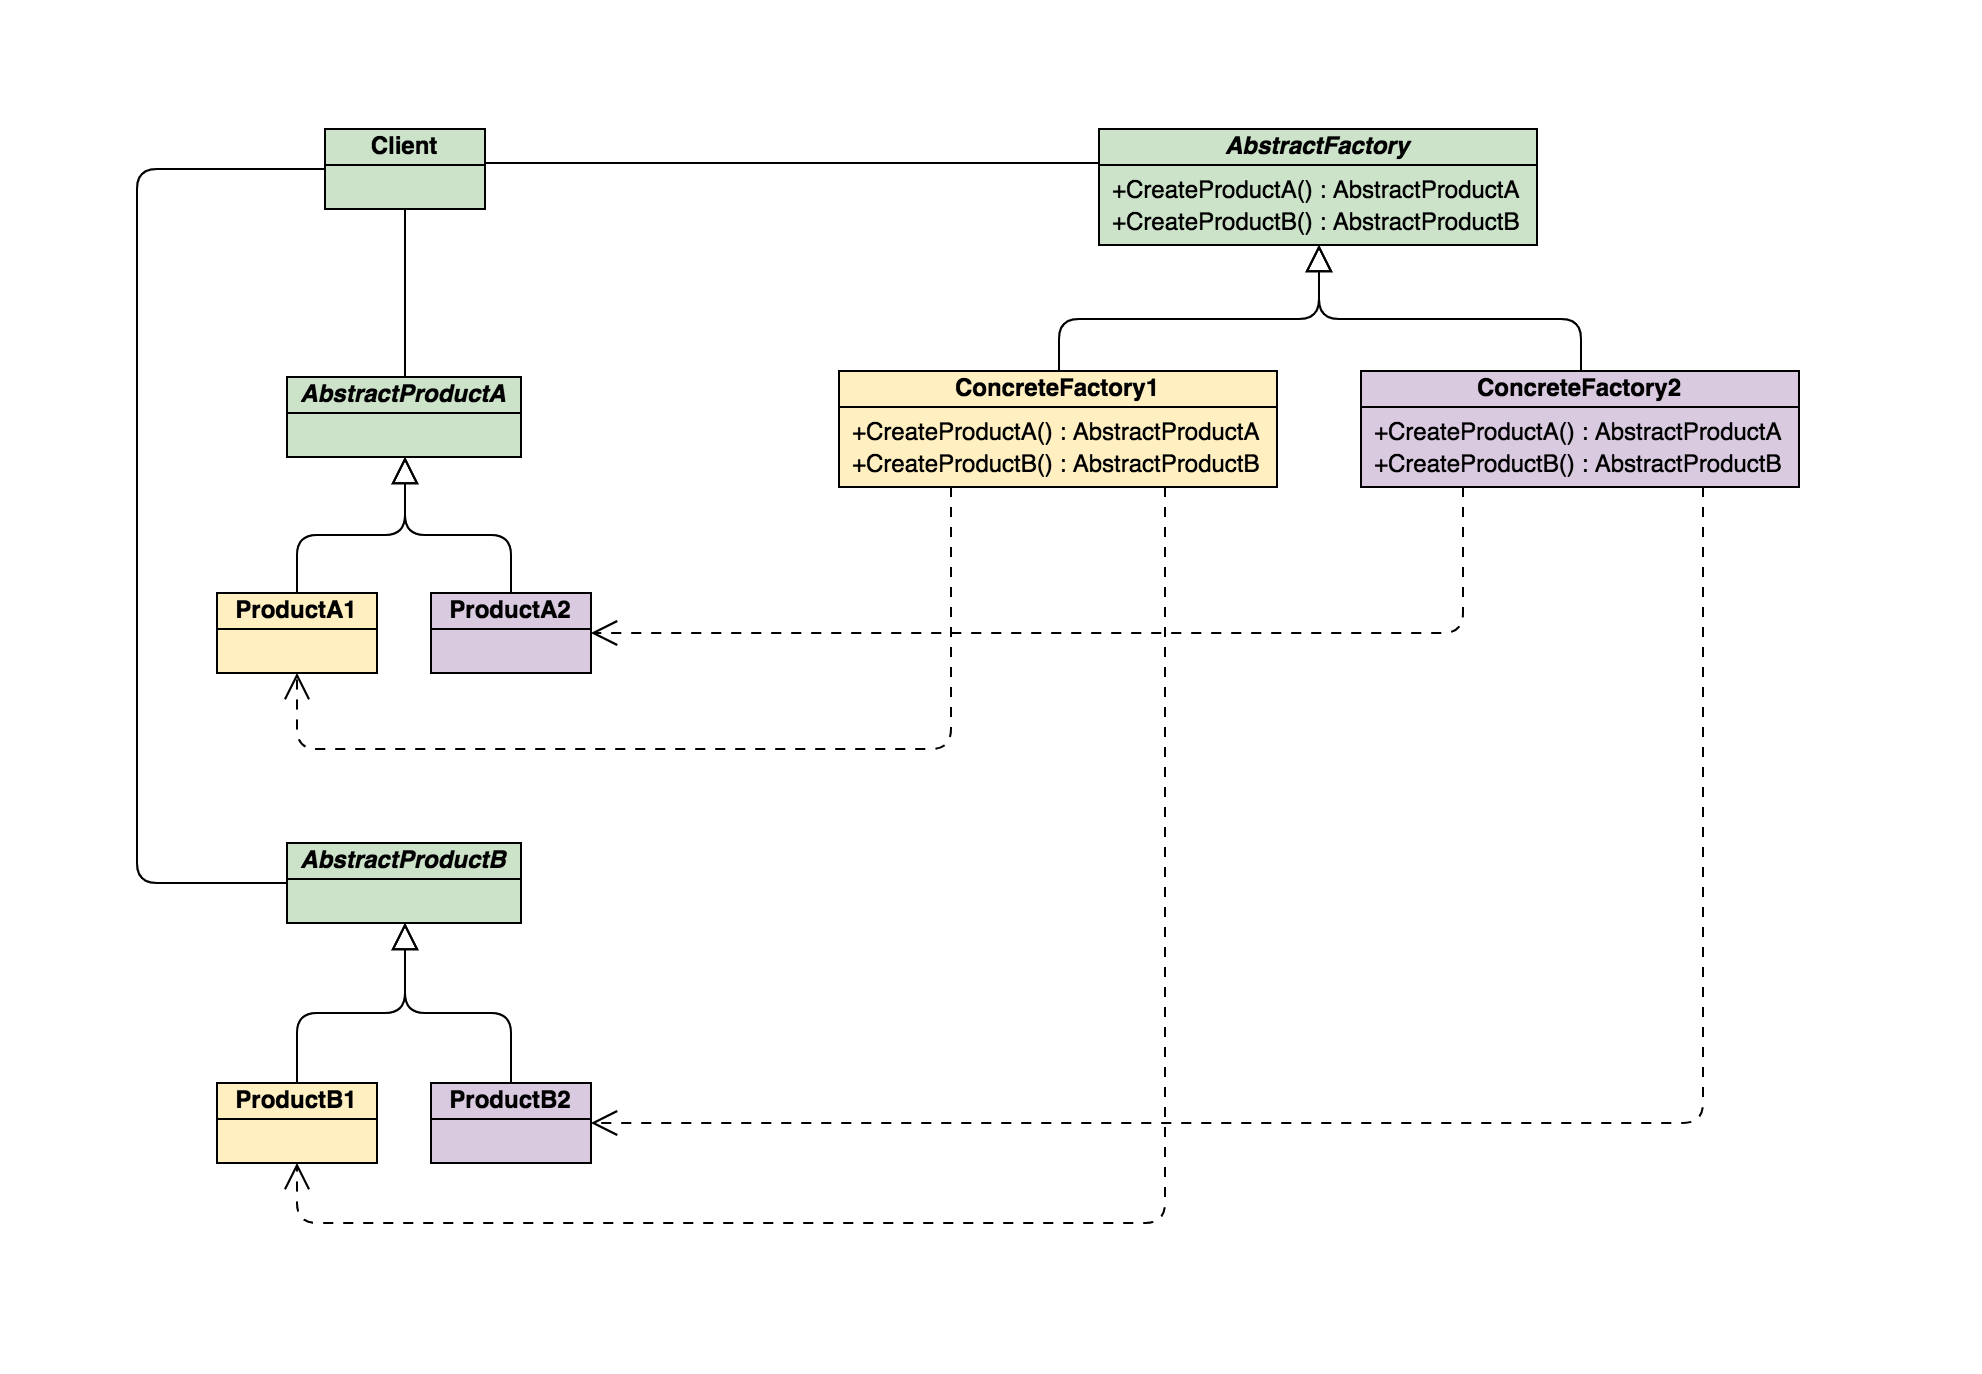 Client
AbstractFactory
+CreateProductA() : AbstractProductA
+CreateProductB() : AbstractProductB
AbstractProductA
ConcreteFactory1
+CreateProductA() : AbstractProductA
+CreateProductB() : AbstractProductB
ConcreteFactory2
+CreateProductA() : AbstractProductA
+CreateProductB() : AbstractProductB
ProductA1
ProductA2
AbstractProductB
ProductB1
ProductB2